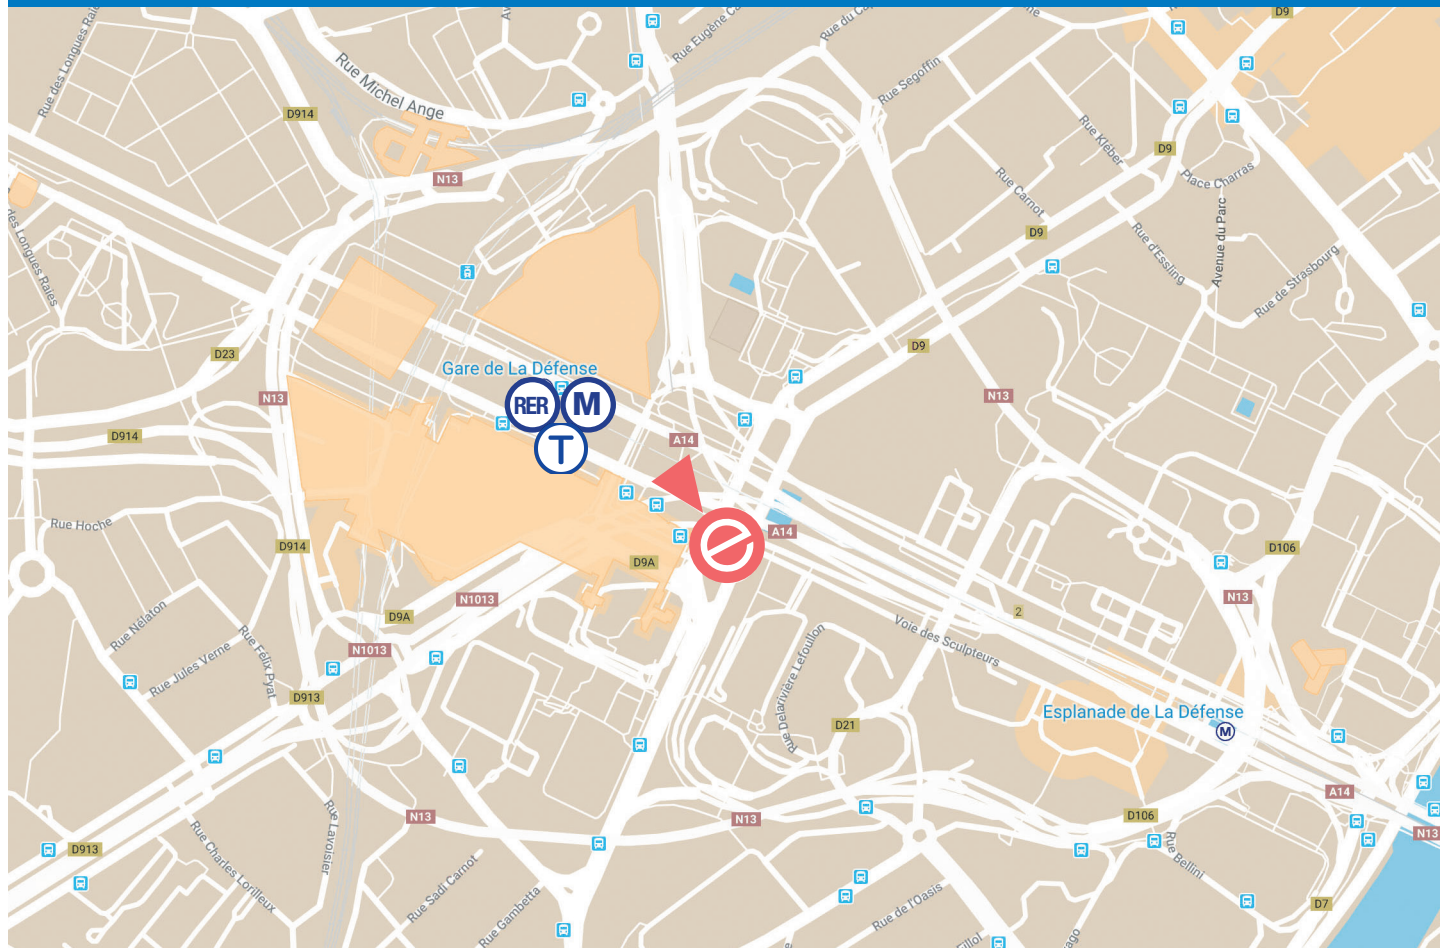 D9
Rue des Longues Raies
Rue Michel Ange
Rue Eugène
Rue du
Rue Segoffin
D914
Rue Kléber
D9
Place Charras
N13
Rue Carnot
Avenue du Parc
D9
Rue d'Essling
des Longues Raies
Rue de Strasbourg
D23
D9
Gare de La Défense
N13
RER
M
N13
T
D914
A14
Rue Hoche
A14
D914
D9A
D106
N1013
N13
D9A
2
Rue Nélaton
Voie des Sculpteurs
Rue Jules Verne
Rue Félix Pyat
N1013
Rue Delarivière Lefoullon
D913
Esplanade de La Défense
D21
M
A14
N13
N13
D106
N13
Rue Lavoisier
D913
Rue Charles Lorilleux
Rue Bellini
Rue Sadi Carnot
Rue Gambetta
Rue de l'Oasis
D7